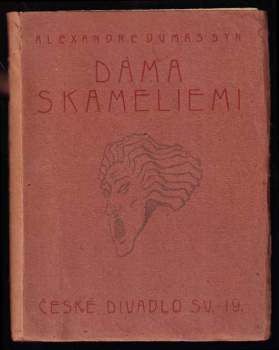 ALEXANDRE DUMAS SYN
DÁMA
S KAMELIEMI
ČESKÉ DIVADLO SV.-19.